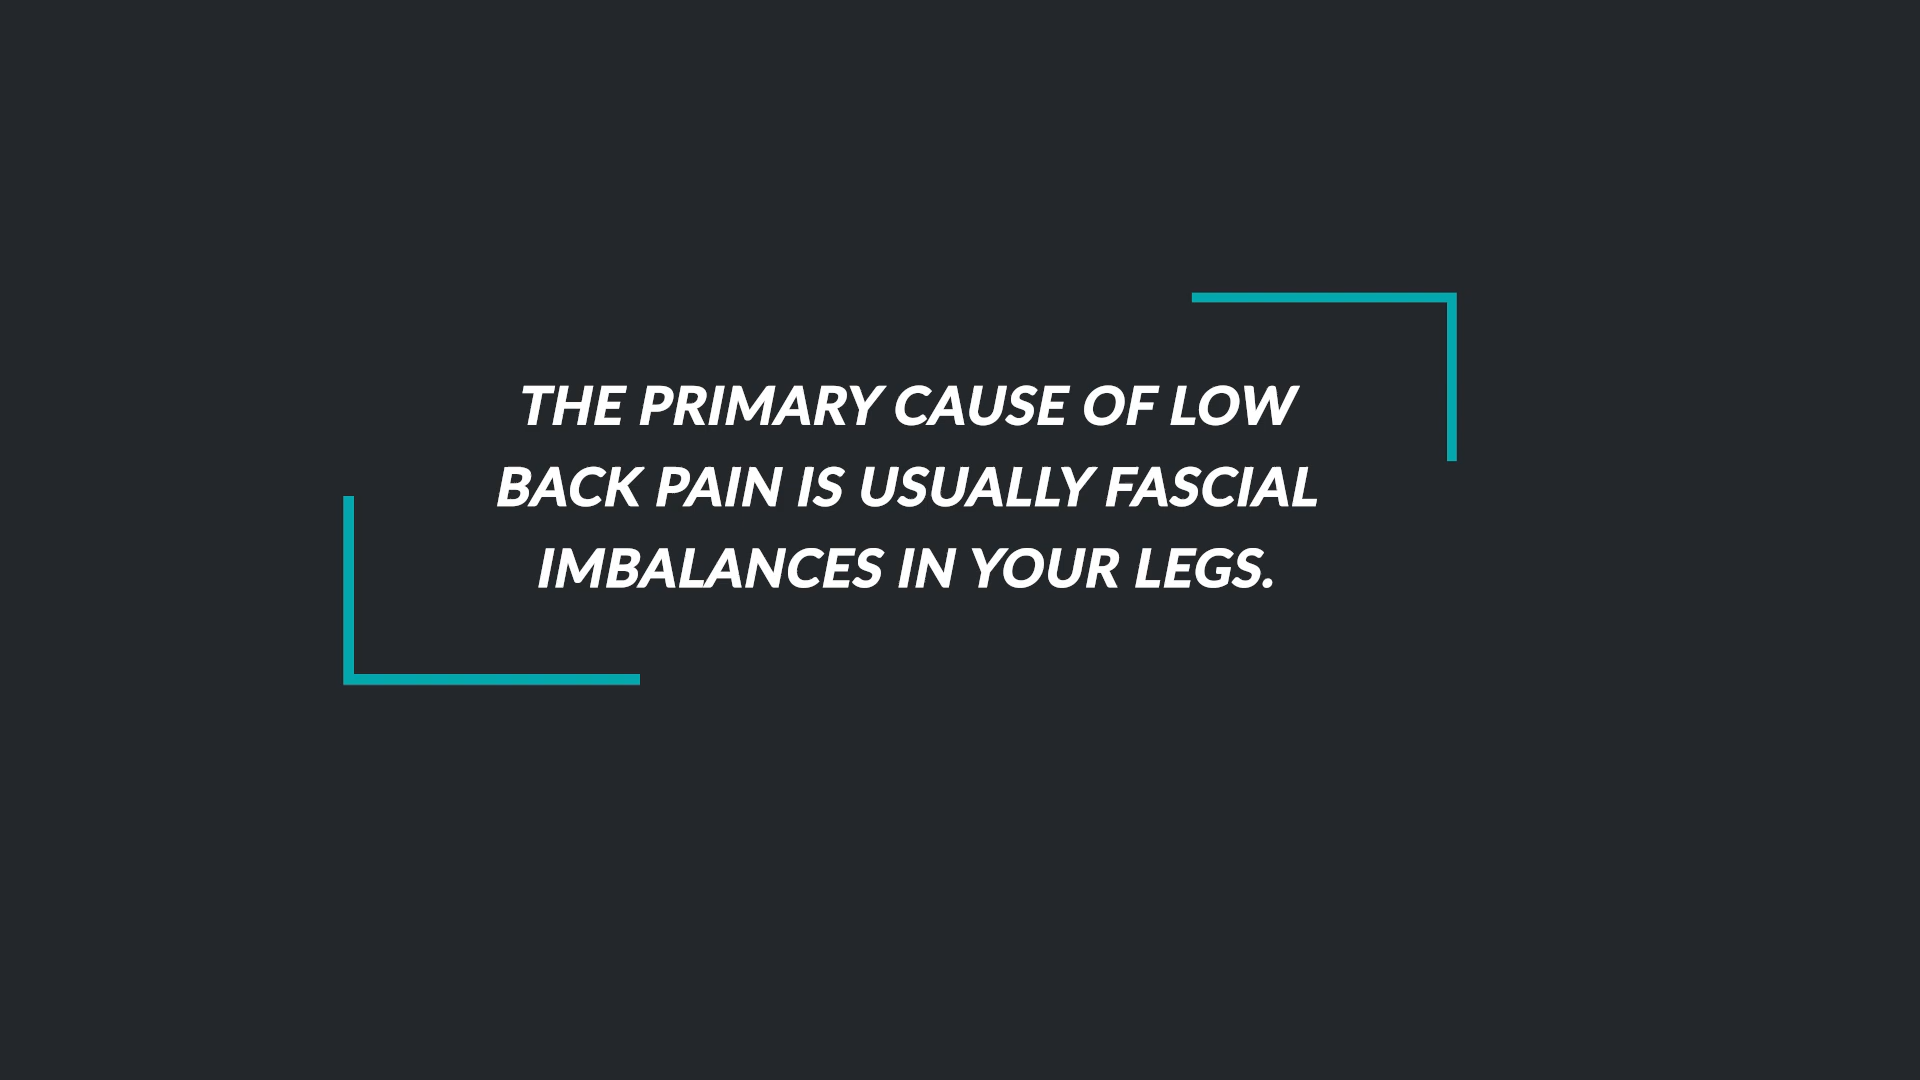 THE PRIMARY CAUSE OF LOW
BACK PAIN IS USUALLY FASCIAL
IMBALANCES IN YOUR LEGS.